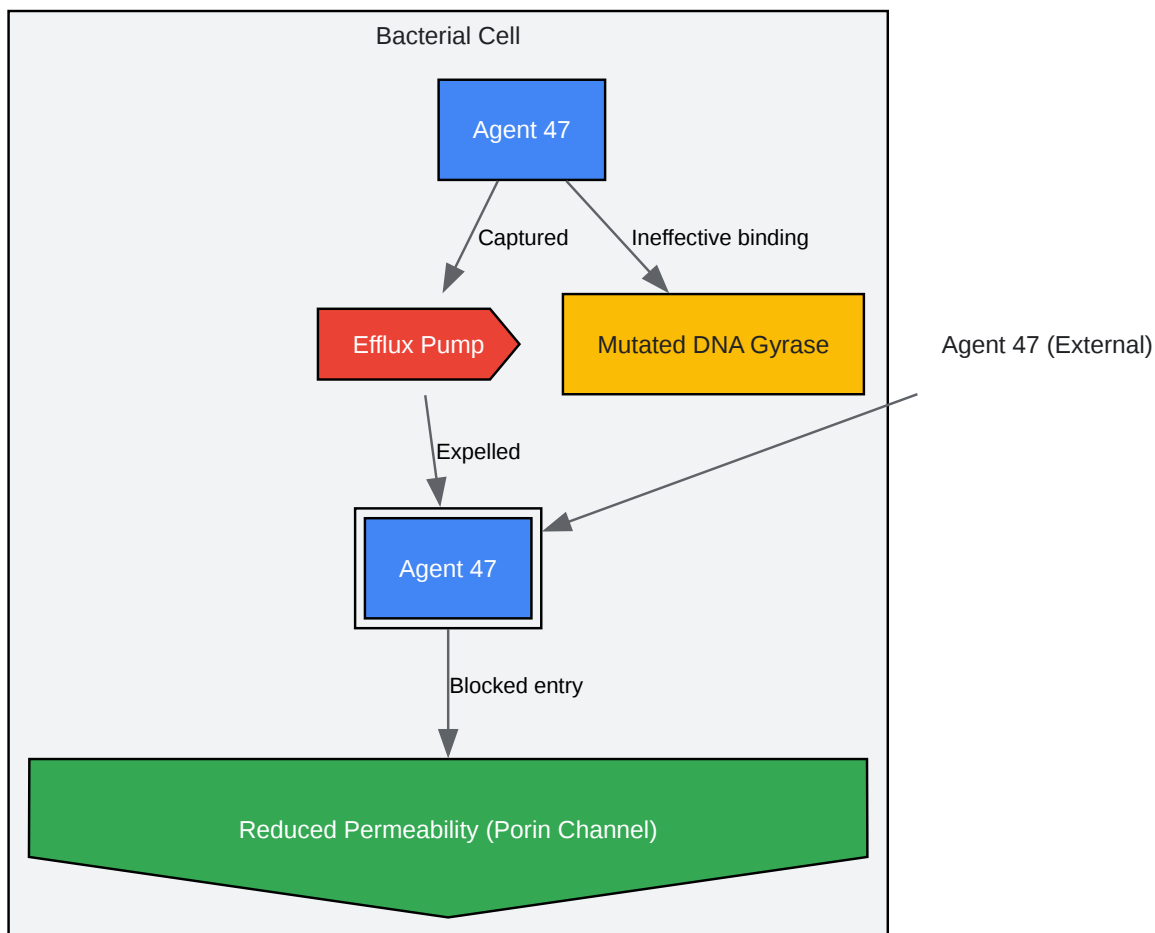 Bacterial Cell
Agent 47
Captured
Ineffective binding
Efflux Pump
Mutated DNA Gyrase
Agent 47 (External)
Expelled
Agent 47
Blocked entry
Reduced Permeability (Porin Channel)